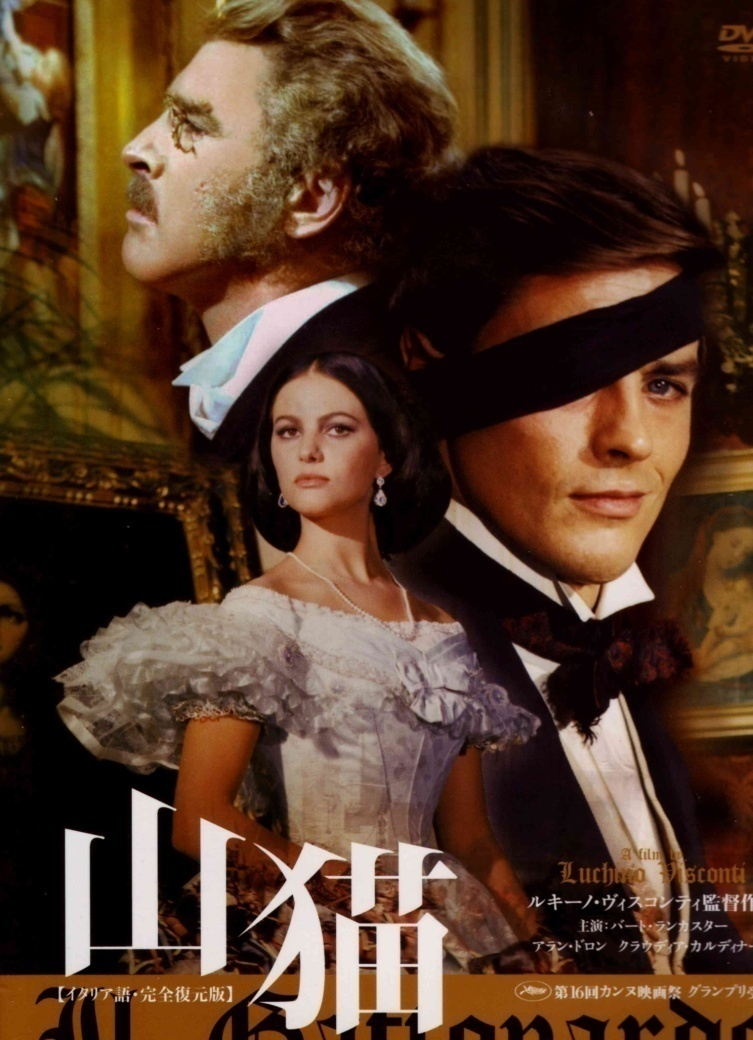 DV
VIDE
山猫
A film by
Luchino Visconti
ルキーノ・ヴィスコンティ監督作
主演:バート・ランカスター
アラン・ドロン クラウディア・カルディナー
【イタリア語・完全復元版】
第16回カンヌ映画祭 グランプリ受
Il Gattopardo